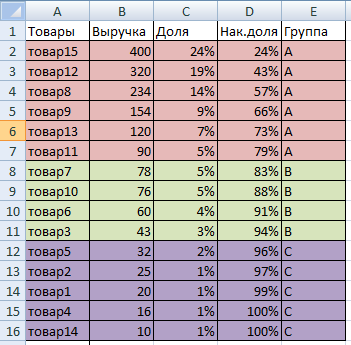 A B C D E
1 Товары Выручка Доля Нак.доля Группа
2 товар15 400 24% 24% A
3 товар12 320 19% 43% A
4 товар8 234 14% 57% A
5 товар9 154 9% 66% A
6 товар13 120 7% 73% A
7 товар11 90 5% 79% A
8 товар7 78 5% 83% B
9 товар10 76 5% 88% B
10 товар6 60 4% 91% B
11 товар3 43 3% 94% B
12 товар5 32 2% 96% C
13 товар2 25 1% 97% C
14 товар1 20 1% 99% C
15 товар4 16 1% 100% C
16 товар14 10 1% 100% C